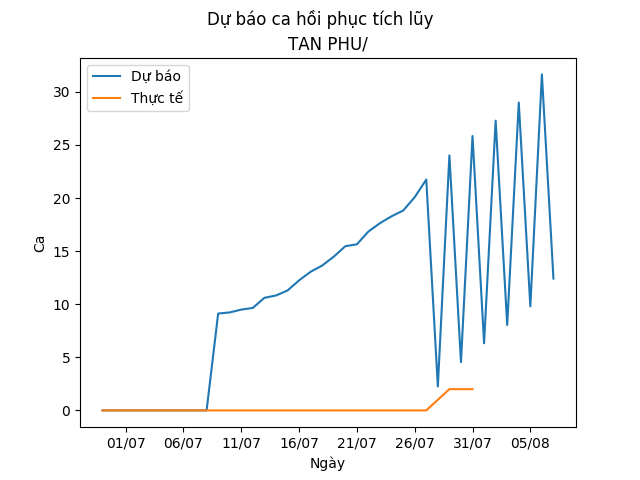 Dự báo ca hồi phục tích lũy
TAN PHU/
Dự báo
Thực tế
30
25
20
15
10
5
0
Ca
01/07 06/07 11/07 16/07 21/07 26/07 31/07 05/08
Ngày